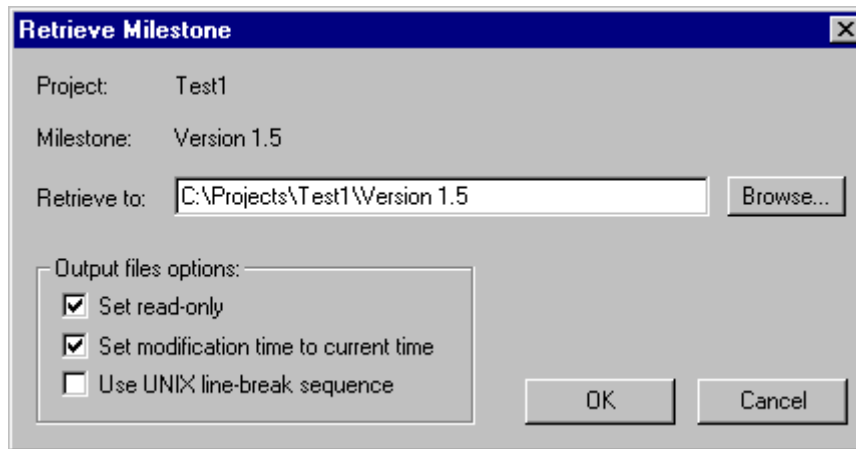 Retrieve Milestone
Project: Test1
Milestone: Version 1.5
Retrieve to: C:\Projects\Test1\Version 1.5 Browse...
Output files options:
Set read-only
Set modification time to current time
Use UNIX line-break sequence
OK Cancel